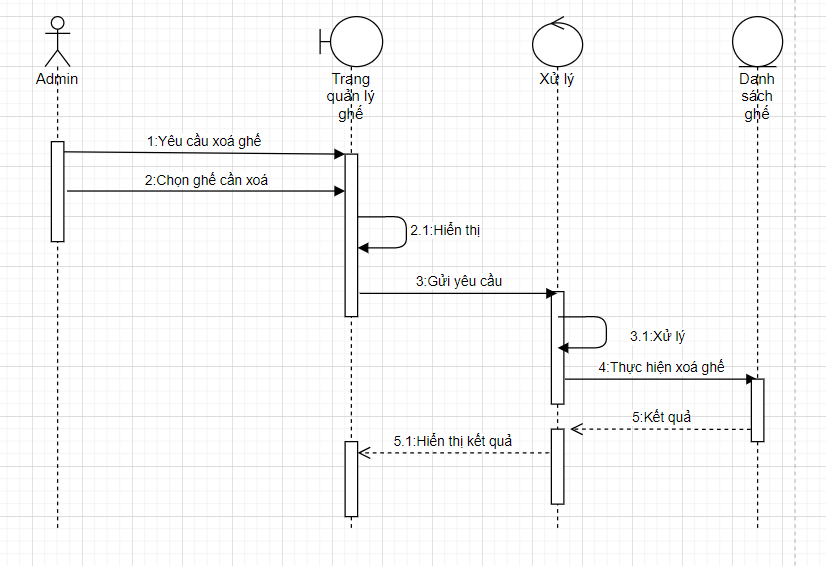 Admin
Trang
quản lý
ghế
Xử lý
Danh
sách
ghế
1:Yêu cầu xoá ghế
2:Chọn ghế cần xoá
2.1:Hiển thị
3:Gửi yêu cầu
3.1:Xử lý
4:Thực hiện xoá ghế
5:Kết quả
5.1:Hiển thị kết quả